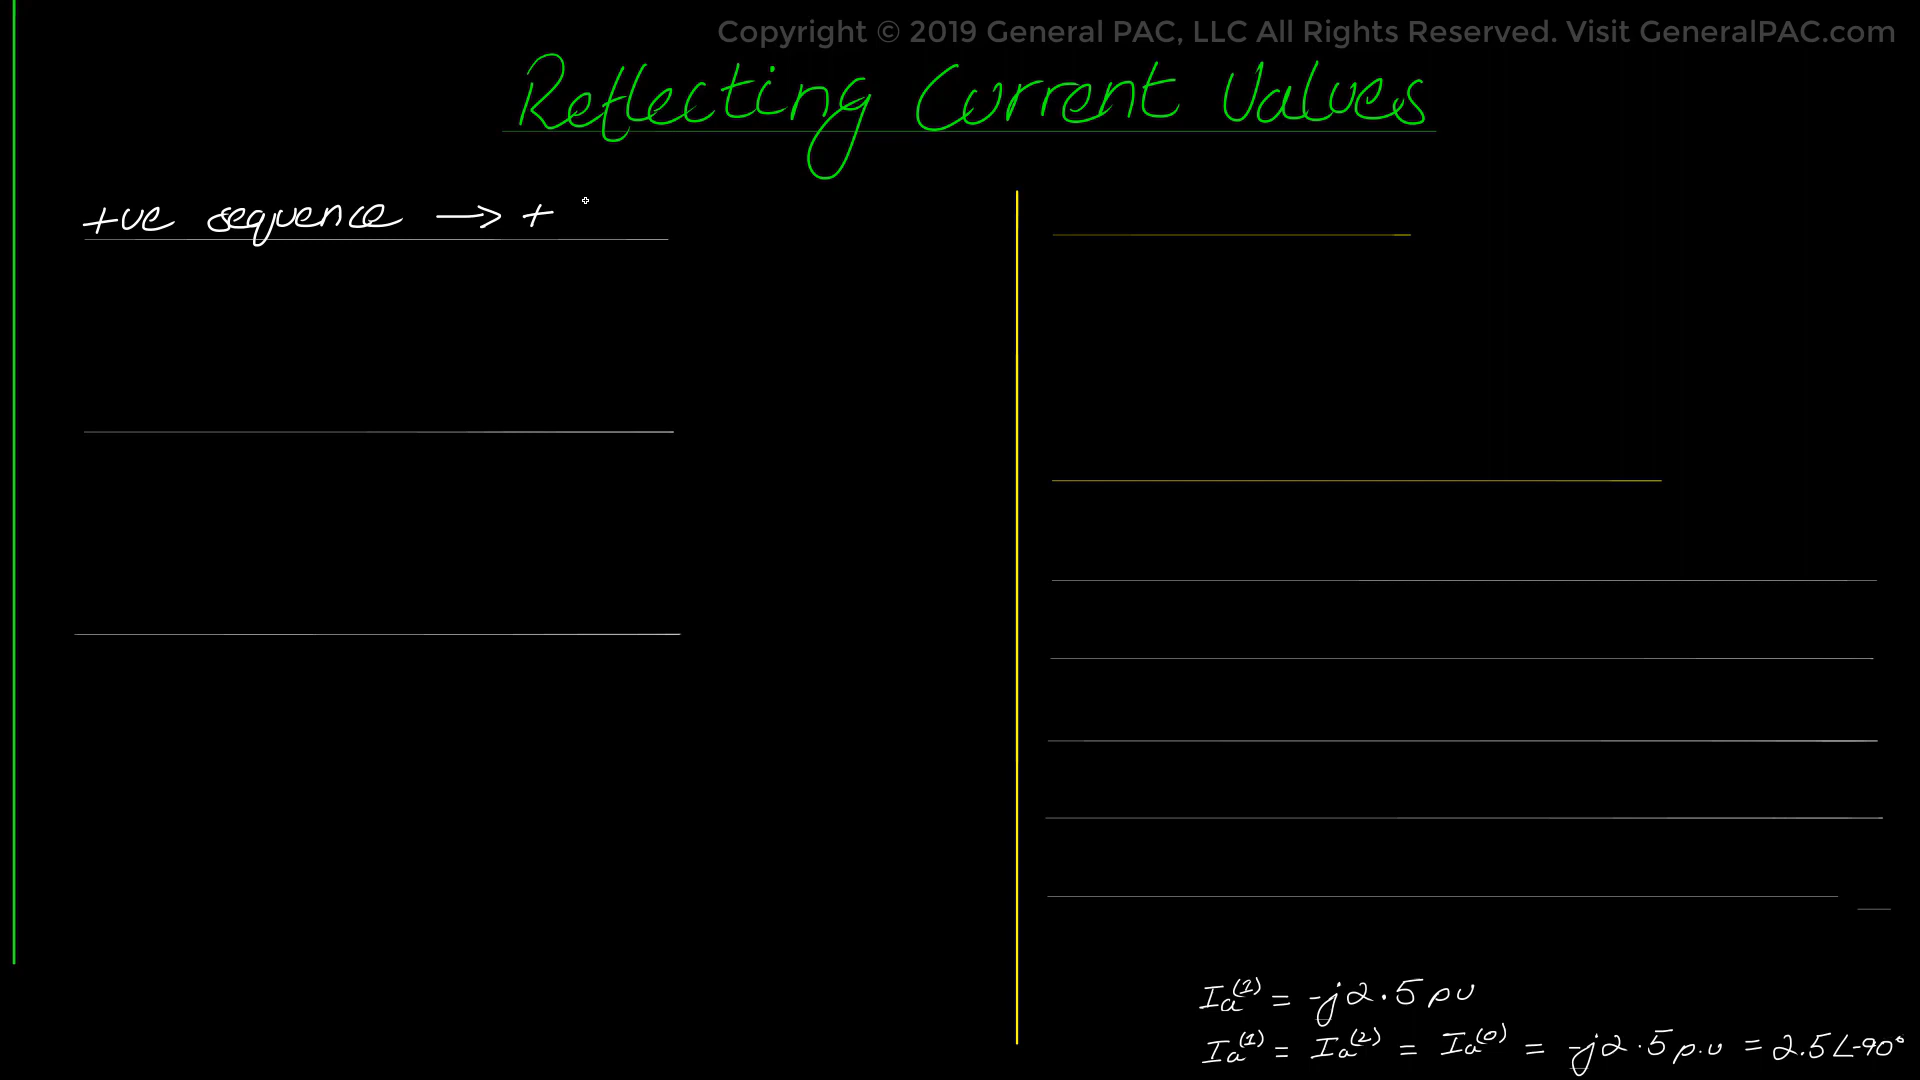 Copyright © 2019 General PAC, LLC All Rights Reserved. Visit GeneralPAC.com
Reflecting Current Values
+ve sequence → +
Ia⁽¹⁾ = -j2.5 pu
Ia⁽¹⁾ = Ia⁽²⁾ = Ia⁽⁰⁾ = -j2.5 p.u = 2.5∠-90°